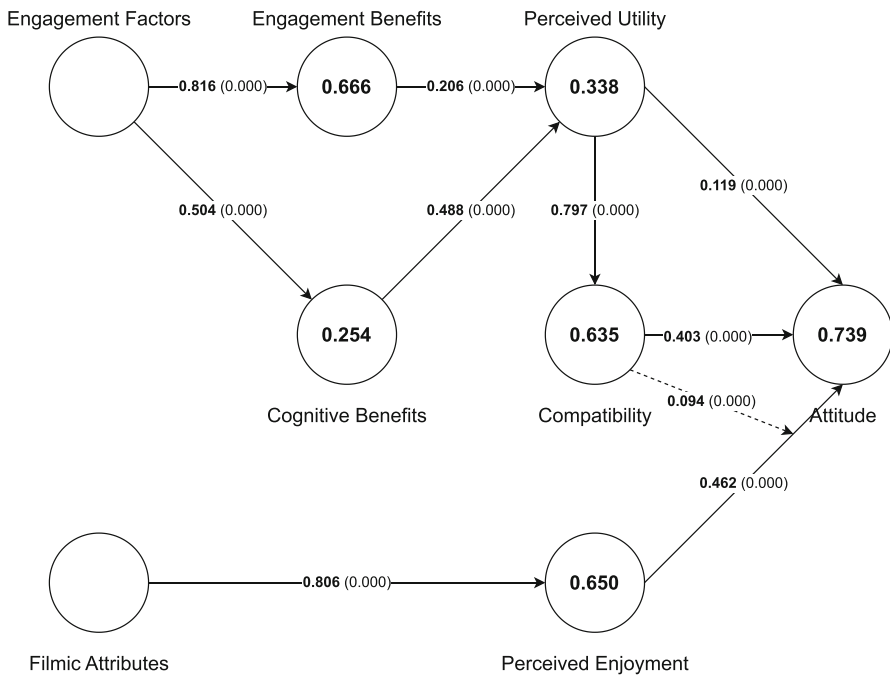 Engagement Factors
Engagement Benefits
Perceived Utility
0.816 (0.000)
0.666
0.206 (0.000)
0.338
0.119 (0.000)
0.504 (0.000)
0.488 (0.000)
0.797 (0.000)
0.254
0.635
0.403 (0.000)
0.739
0.094 (0.000)
Cognitive Benefits
Compatibility
Attitude
0.462 (0.000)
0.806 (0.000)
0.650
Filmic Attributes
Perceived Enjoyment